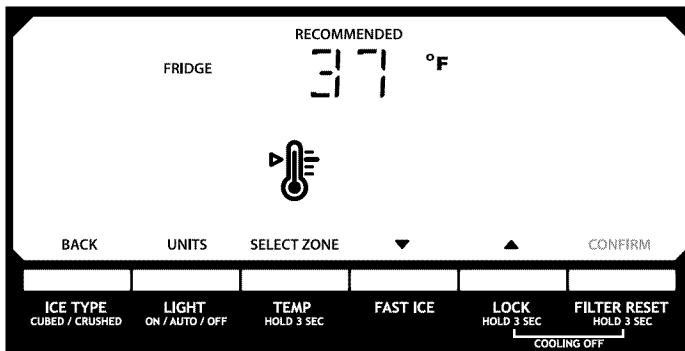 RECOMMENDED
FRIDGE 37 °F
BACK UNITS SELECT ZONE ▼ ▲ CONFIRM
ICE TYPE LIGHT TEMP FAST ICE LOCK FILTER RESET
CUBED / CRUSHED ON / AUTO / OFF HOLD 3 SEC HOLD 3 SEC HOLD 3 SEC
COOLING OFF